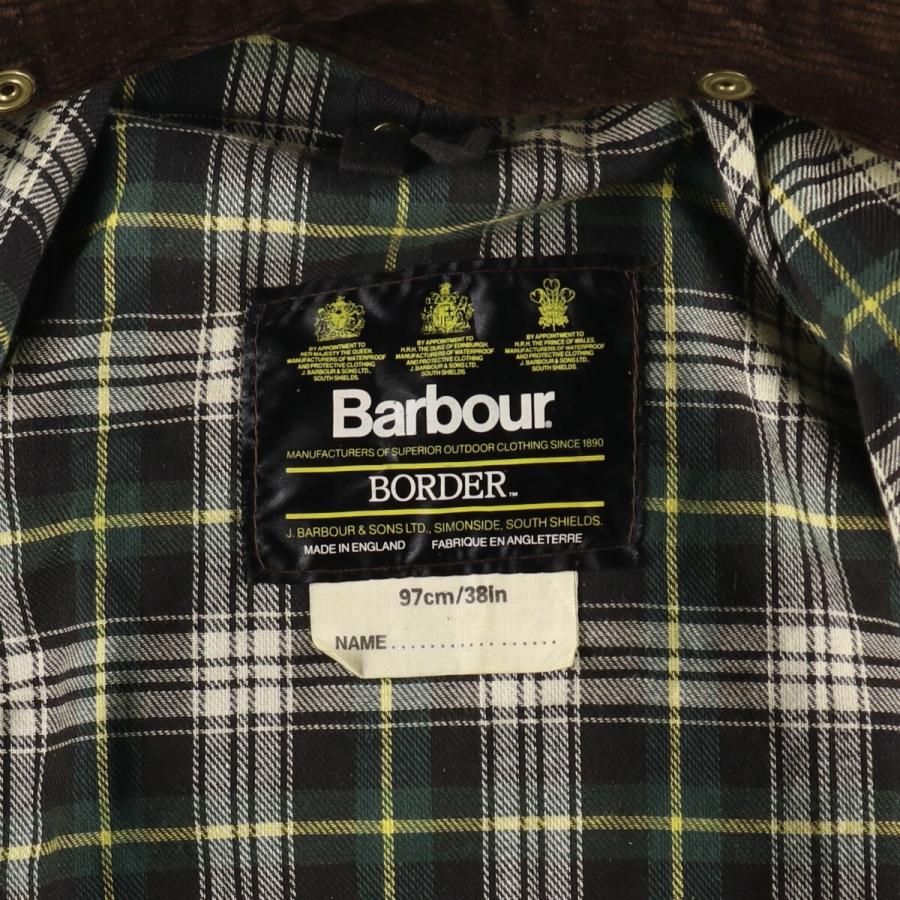 BY APPOINTMENT TO
HER MAJESTY THE QUEEN.
MANUFACTURERS OF WATERPROOF
AND PROTECTIVE CLOTHING
J. BARBOUR & SONS LTD.,
SOUTH SHIELDS.
BY APPOINTMENT TO
H.R.H. THE DUKE OF EDINBURGH.
MANUFACTURERS OF WATERPROOF
AND PROTECTIVE CLOTHING
J. BARBOUR & SONS LTD.,
SOUTH SHIELDS.
BY APPOINTMENT TO
H.R.H. THE PRINCE OF WALES.
MANUFACTURERS OF WATERPROOF
AND PROTECTIVE CLOTHING
J. BARBOUR & SONS LTD.,
SOUTH SHIELDS.
Barbour®
MANUFACTURERS OF SUPERIOR OUTDOOR CLOTHING SINCE 1890
BORDER™
J. BARBOUR & SONS LTD., SIMONSIDE, SOUTH SHIELDS.
MADE IN ENGLAND FABRIQUE EN ANGLETERRE
97cm/38in
NAME..................